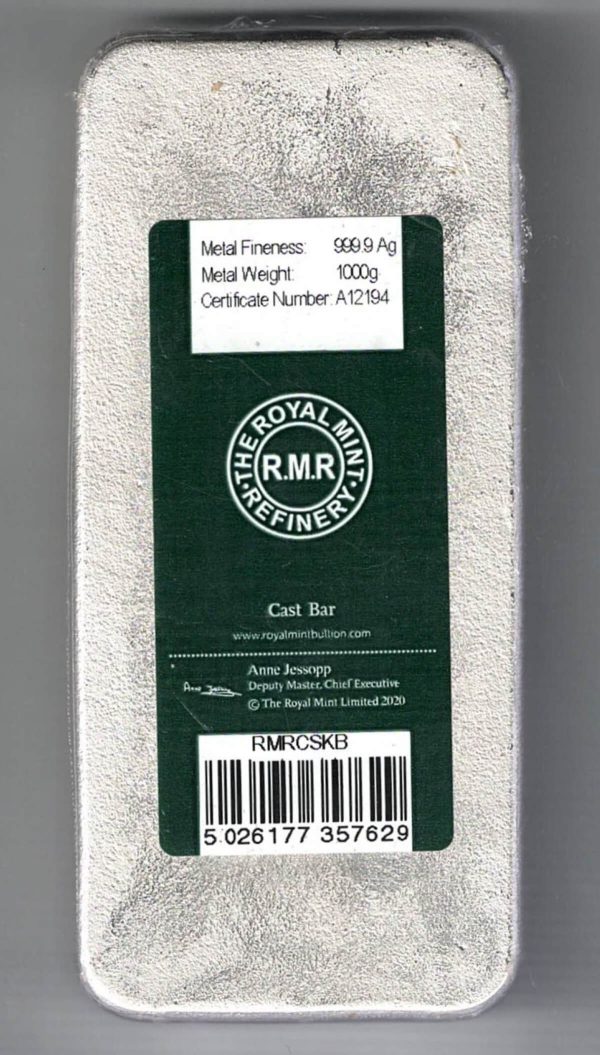 Metal Fineness: 999.9 Ag
Metal Weight: 1000g
Certificate Number: A12194
THE ROYAL MINT
R.M.R
REFINERY
Cast Bar
www.royalmintbullion.com
Anne Jessopp
Deputy Master, Chief Executive
© The Royal Mint Limited 2020
RMRCSKB
5 026177 357629